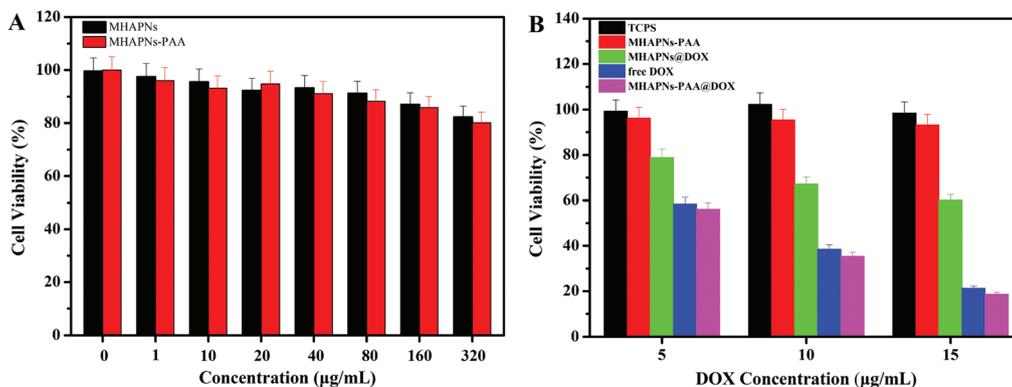 A
MHAPNs
MHAPNs-PAA
Cell Viability (%)
120
100
80
60
40
20
0
0 1 10 20 40 80 160 320
Concentration (μg/mL)
B
TCPS
MHAPNs-PAA
MHAPNs@DOX
free DOX
MHAPNs-PAA@DOX
Cell Viability (%)
140
120
100
80
60
40
20
0
5 10 15
DOX Concentration (μg/mL)